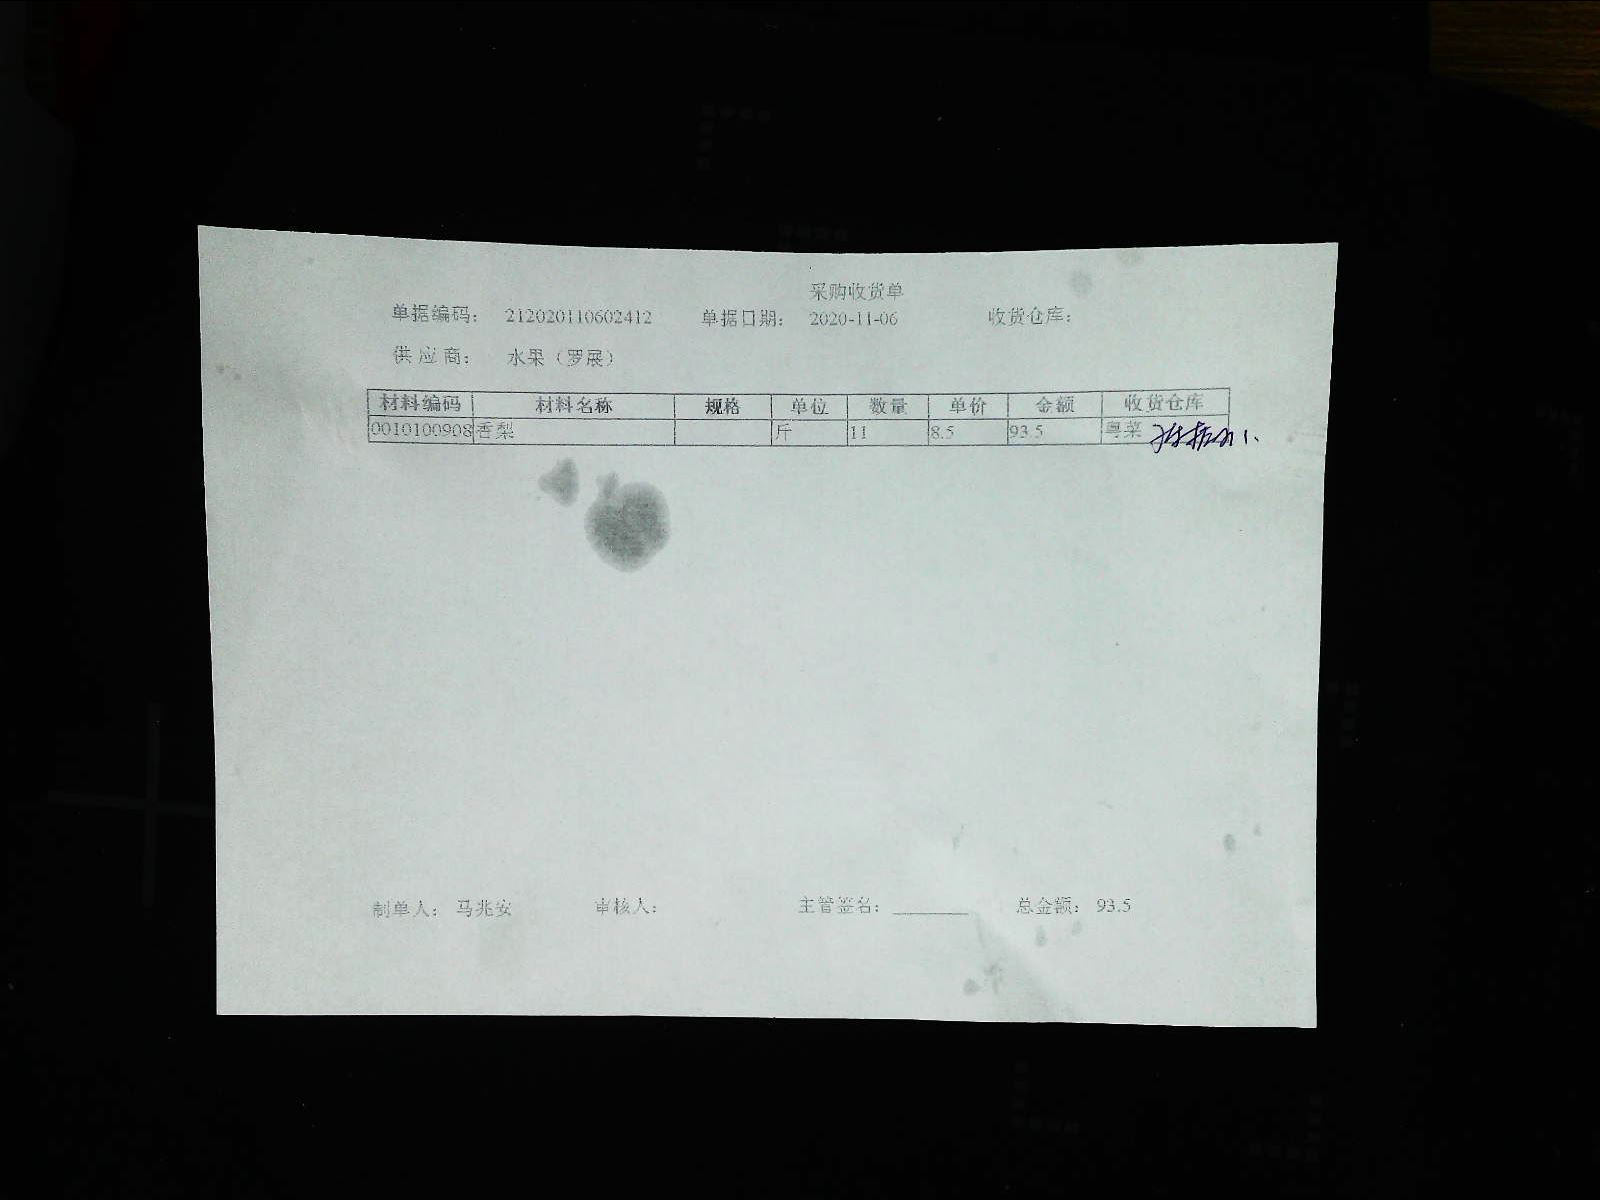 采购收货单
单据编码： 212020110602412 单据日期： 2020-11-06 收货仓库：
供 应 商： 水果（罗展）
材料编码 材料名称 规格 单位 数量 单价 金额 收货仓库
0010100908 香梨 斤 11 8.5 93.5 粤菜
制单人： 马兆安 审核人： 主管签名： ________ 总金额： 93.5